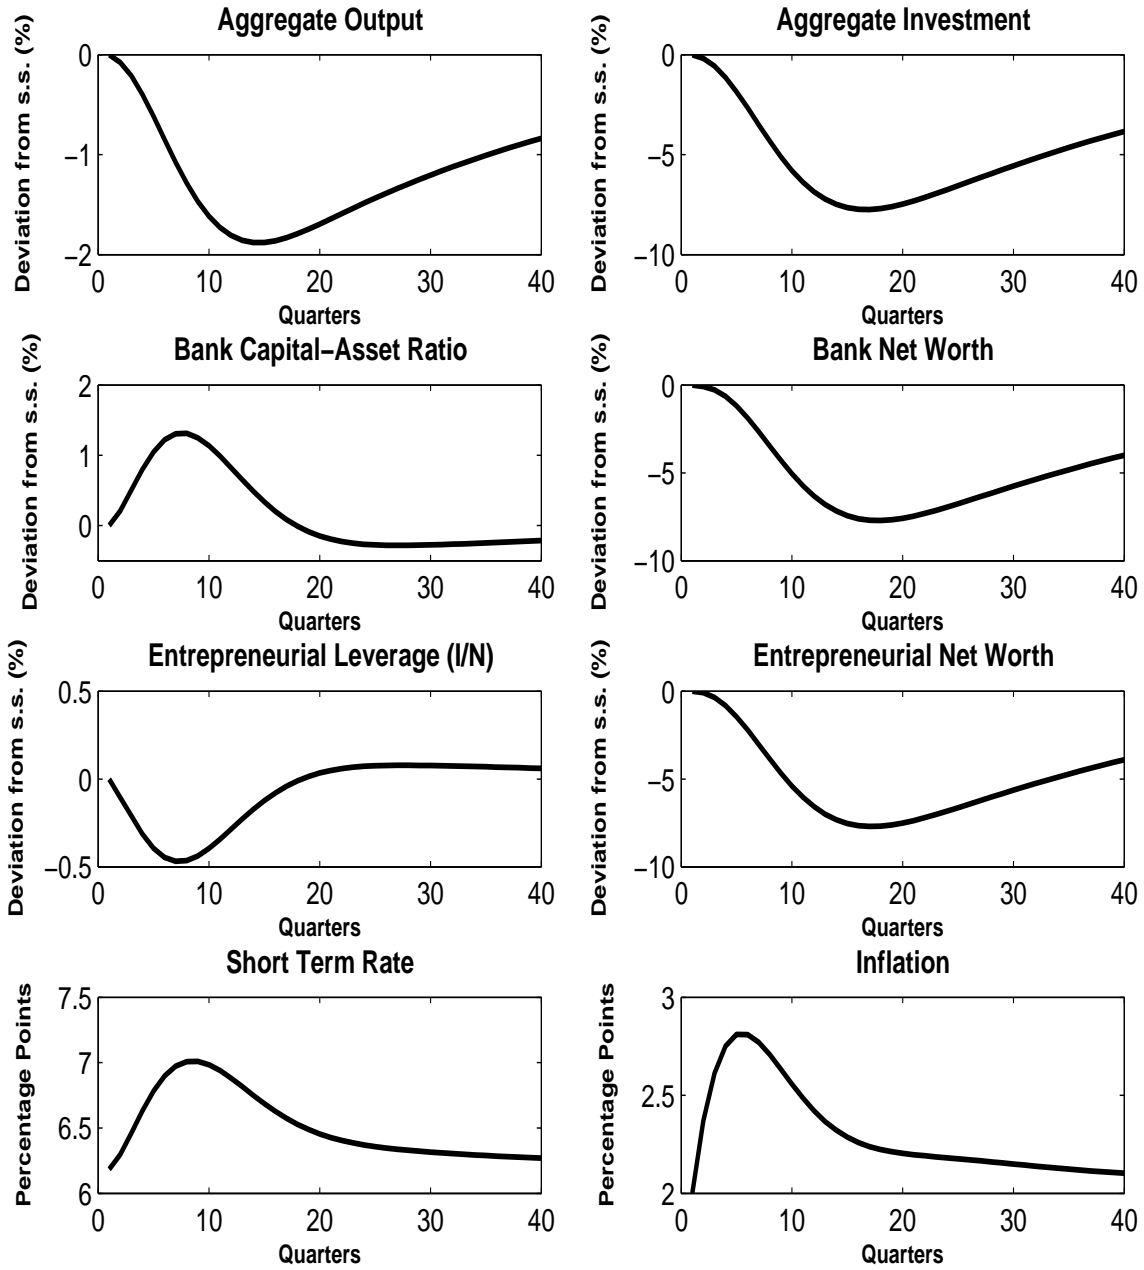 Aggregate Output
Deviation from s.s. (%)
0
−1
−2
0 10 20 30 40
Quarters
Aggregate Investment
Deviation from s.s. (%)
0
−5
−10
0 10 20 30 40
Quarters
Bank Capital−Asset Ratio
Deviation from s.s. (%)
2
1
0
0 10 20 30 40
Quarters
Bank Net Worth
Deviation from s.s. (%)
0
−5
−10
0 10 20 30 40
Quarters
Entrepreneurial Leverage (I/N)
Deviation from s.s. (%)
0.5
0
−0.5
0 10 20 30 40
Quarters
Entrepreneurial Net Worth
Deviation from s.s. (%)
0
−5
−10
0 10 20 30 40
Quarters
Short Term Rate
Percentage Points
7.5
7
6.5
6
0 10 20 30 40
Quarters
Inflation
Percentage Points
3
2.5
2
0 10 20 30 40
Quarters